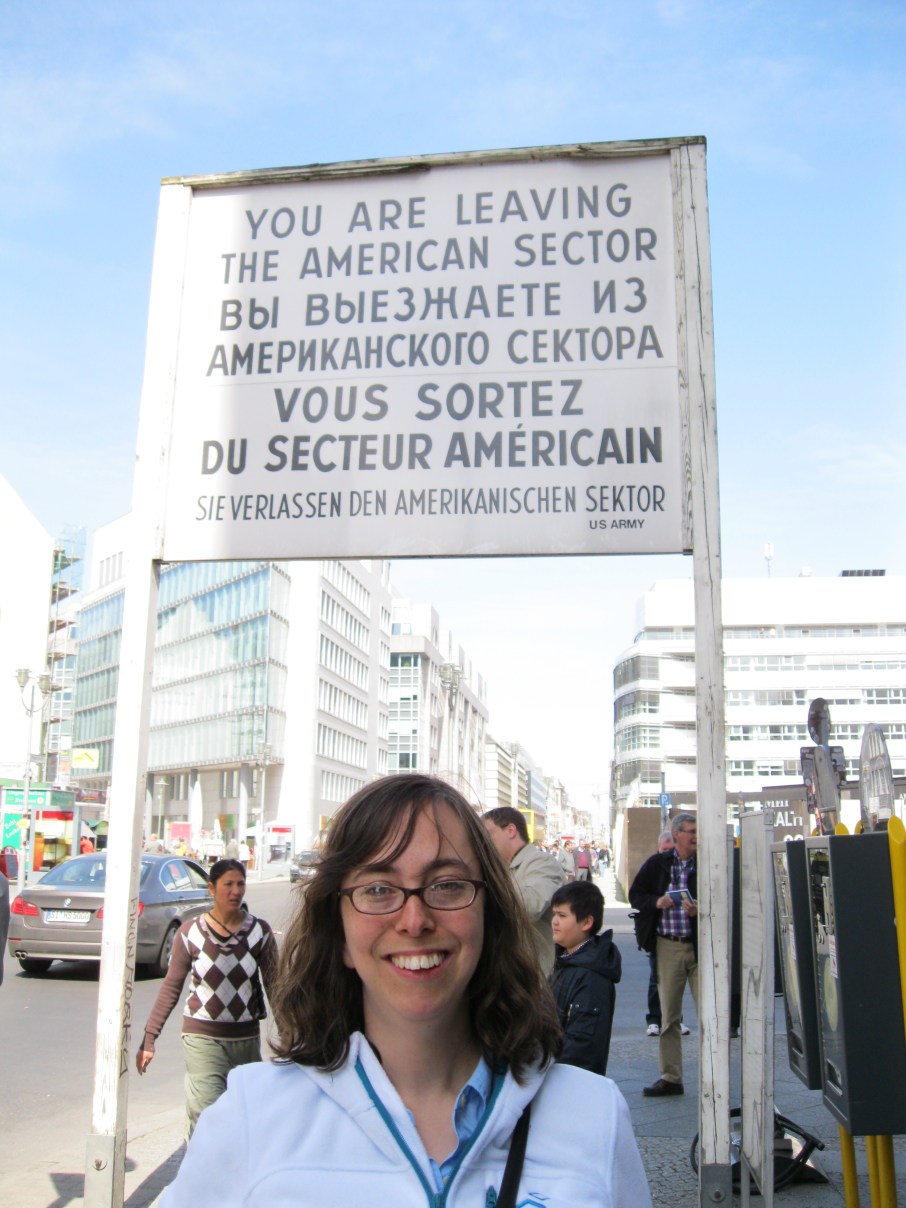 YOU ARE LEAVING
THE AMERICAN SECTOR
ВЫ ВЫЕЗЖАЕТЕ ИЗ
АМЕРИКАНСКОГО СЕКТОРА
VOUS SORTEZ
DU SECTEUR AMÉRICAIN
SIE VERLASSEN DEN AMERIKANISCHEN SEKTOR
US ARMY